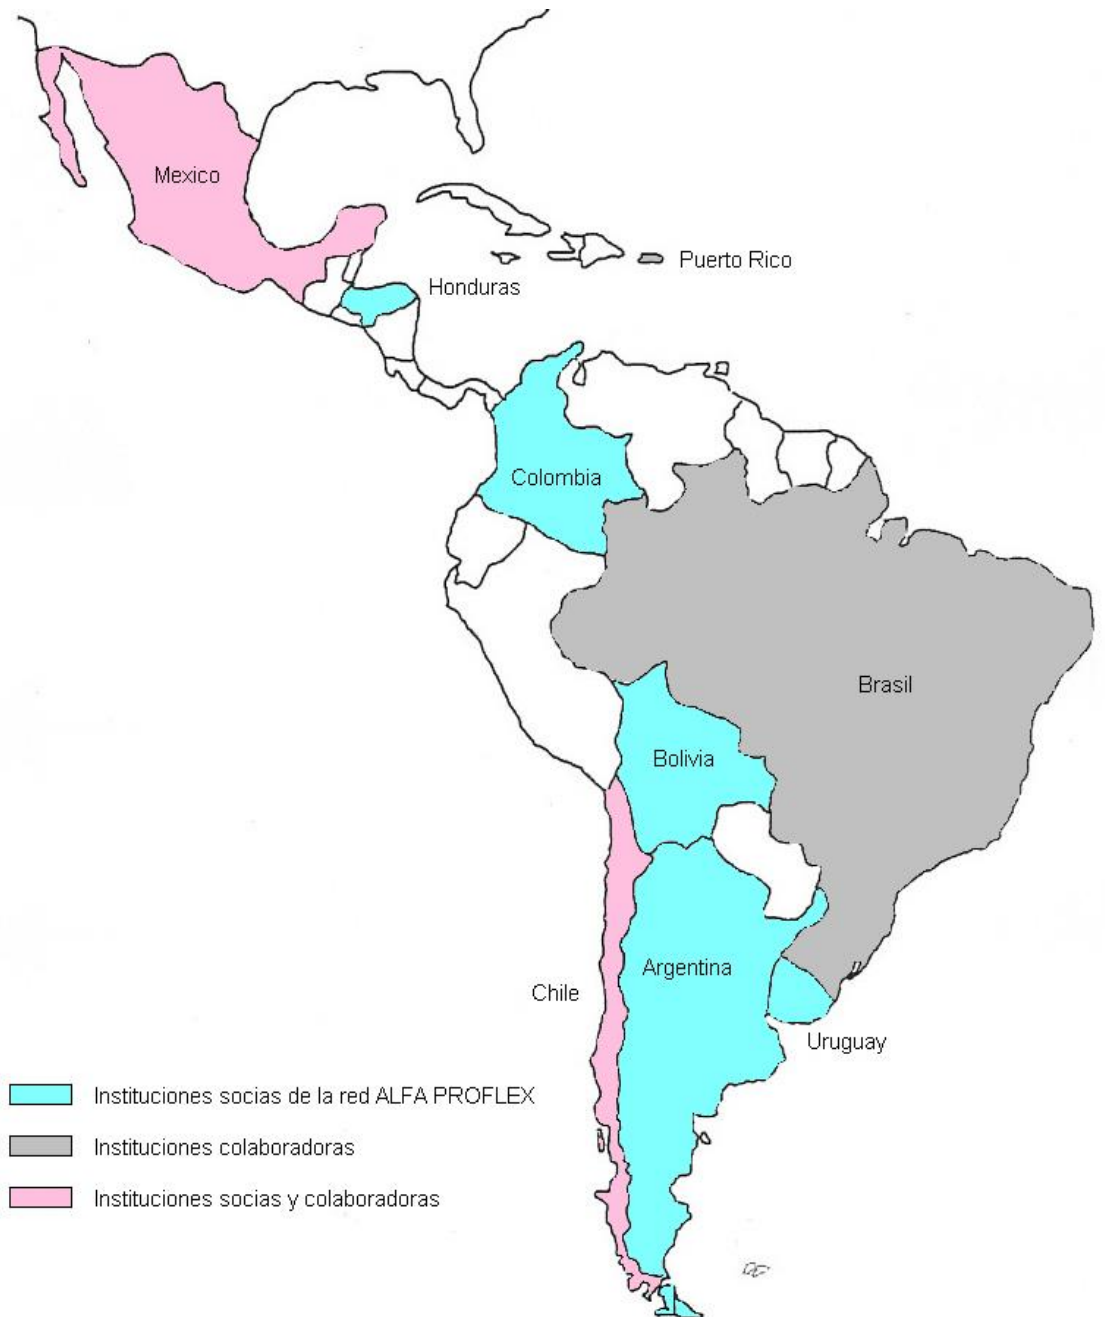 Mexico
Puerto Rico
Honduras
Colombia
Brasil
Bolivia
Argentina
Chile
Uruguay
Instituciones socias de la red ALFA PROFLEX
Instituciones colaboradoras
Instituciones socias y colaboradoras